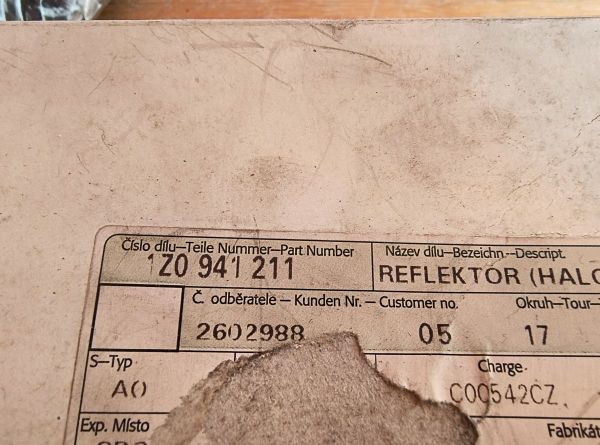 Číslo dílu—Teile Nummer—Part Number
1Z0 941 211
Název dílu—Bezeichn.—Descript.
REFLEKTOR (HALO
Č. odběratele — Kunden Nr. — Customer no.
Okruh—Tour—
2602988 05 17
S—Typ
A0
Charge
C00542CZ.
Exp. Místo
Fabrikát